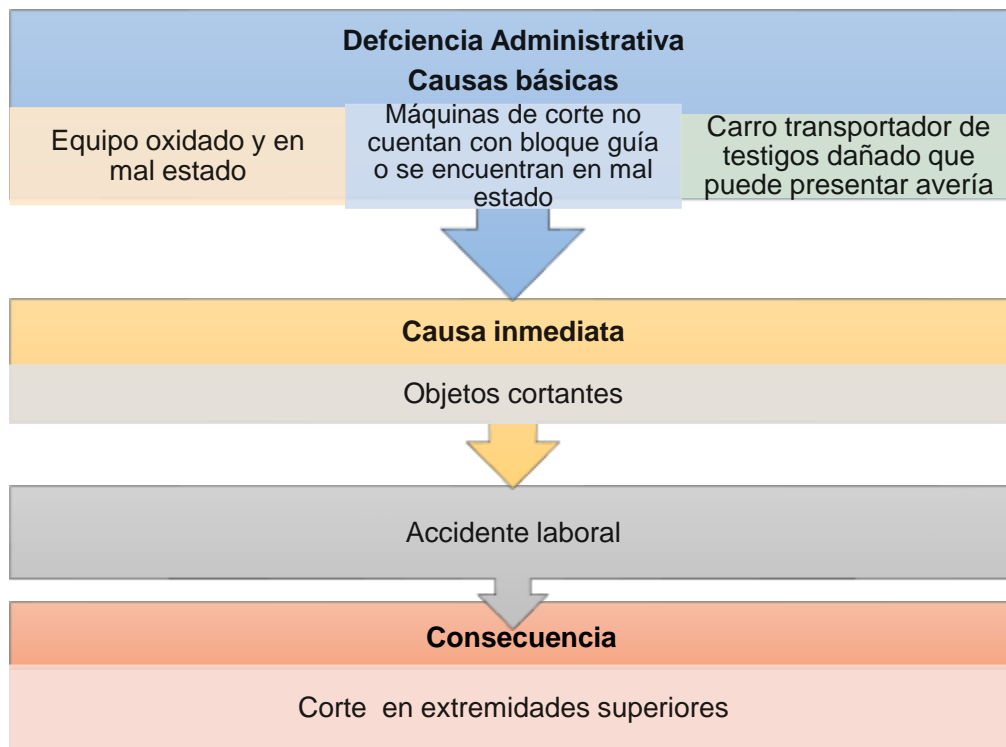 Defciencia Administrativa
Causas básicas
Equipo oxidado y en
mal estado
Máquinas de corte no
cuentan con bloque guía
o se encuentran en mal
estado
Carro transportador de
testigos dañado que
puede presentar avería
Causa inmediata
Objetos cortantes
Accidente laboral
Consecuencia
Corte en extremidades superiores